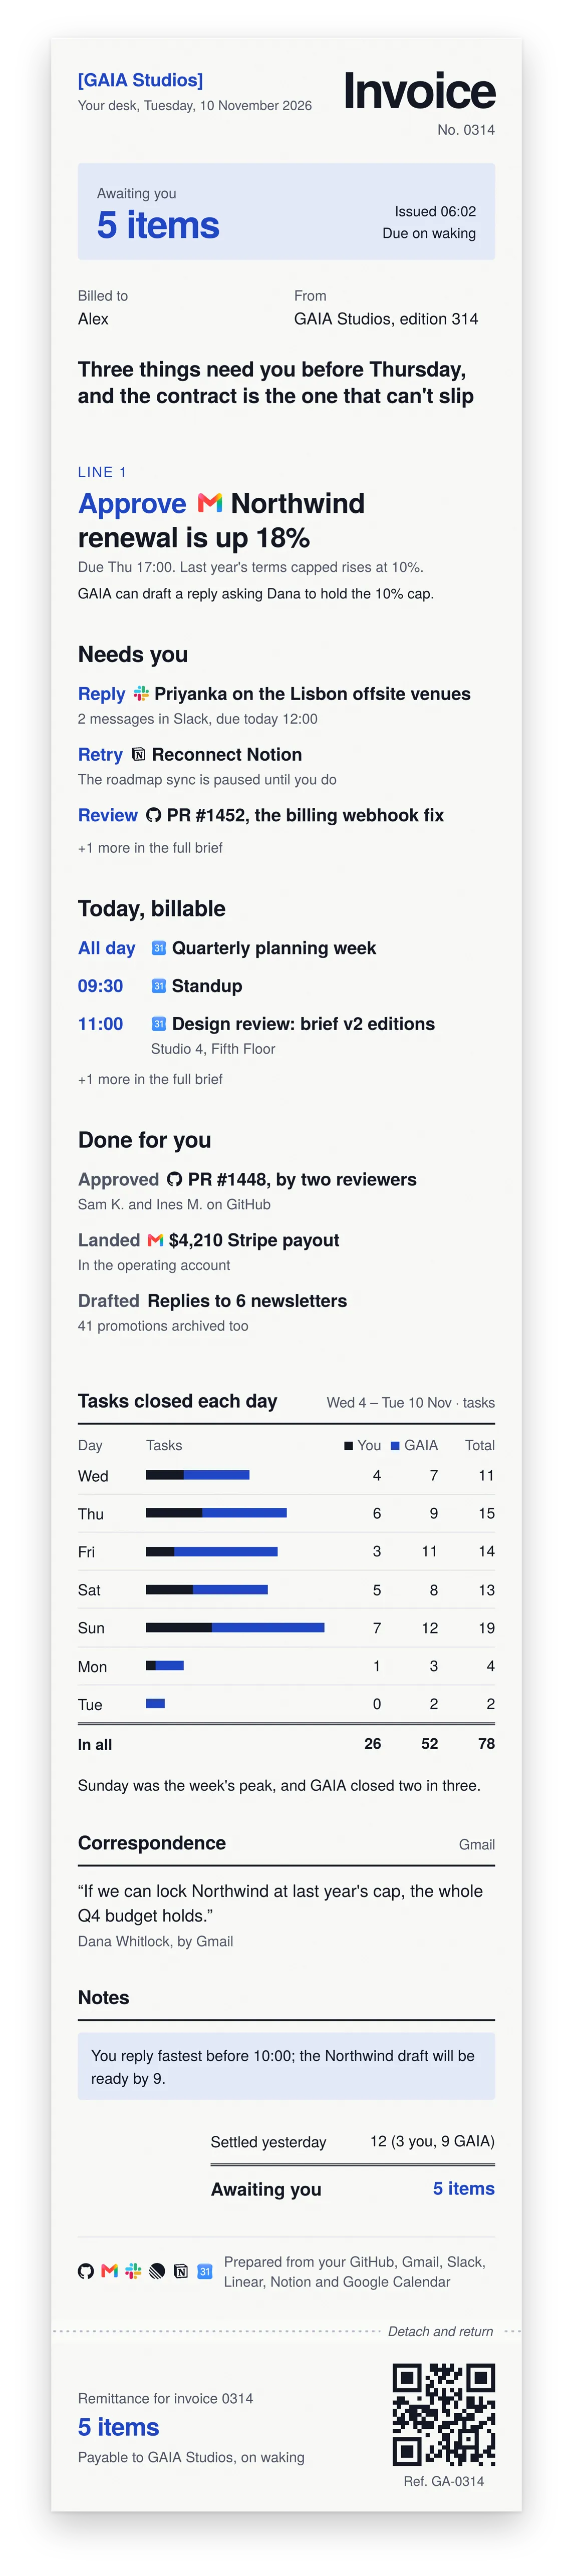 [GAIA Studios]
Your desk, Tuesday, 10 November 2026
Invoice
No. 0314
Awaiting you
5 items
Issued 06:02
Due on waking
Billed to
Alex
From
GAIA Studios, edition 314
Three things need you before Thursday,
and the contract is the one that can't slip
LINE 1
Approve Northwind
renewal is up 18%
Due Thu 17:00. Last year's terms capped rises at 10%.
GAIA can draft a reply asking Dana to hold the 10% cap.
Needs you
Reply Priyanka on the Lisbon offsite venues
2 messages in Slack, due today 12:00
Retry Reconnect Notion
The roadmap sync is paused until you do
Review PR #1452, the billing webhook fix
+1 more in the full brief
Today, billable
All day 31 Quarterly planning week
09:30 31 Standup
11:00 31 Design review: brief v2 editions
Studio 4, Fifth Floor
+1 more in the full brief
Done for you
Approved PR #1448, by two reviewers
Sam K. and Ines M. on GitHub
Landed $4,210 Stripe payout
In the operating account
Drafted Replies to 6 newsletters
41 promotions archived too
Tasks closed each day Wed 4 – Tue 10 Nov · tasks
Day Tasks You GAIA Total
Wed 4 7 11
Thu 6 9 15
Fri 3 11 14
Sat 5 8 13
Sun 7 12 19
Mon 1 3 4
Tue 0 2 2
In all 26 52 78
Sunday was the week's peak, and GAIA closed two in three.
Correspondence Gmail
“If we can lock Northwind at last year's cap, the whole
Q4 budget holds.”
Dana Whitlock, by Gmail
Notes
You reply fastest before 10:00; the Northwind draft will be
ready by 9.
Settled yesterday 12 (3 you, 9 GAIA)
Awaiting you 5 items
31
Prepared from your GitHub, Gmail, Slack,
Linear, Notion and Google Calendar
Detach and return
Remittance for invoice 0314
5 items
Payable to GAIA Studios, on waking
Ref. GA-0314